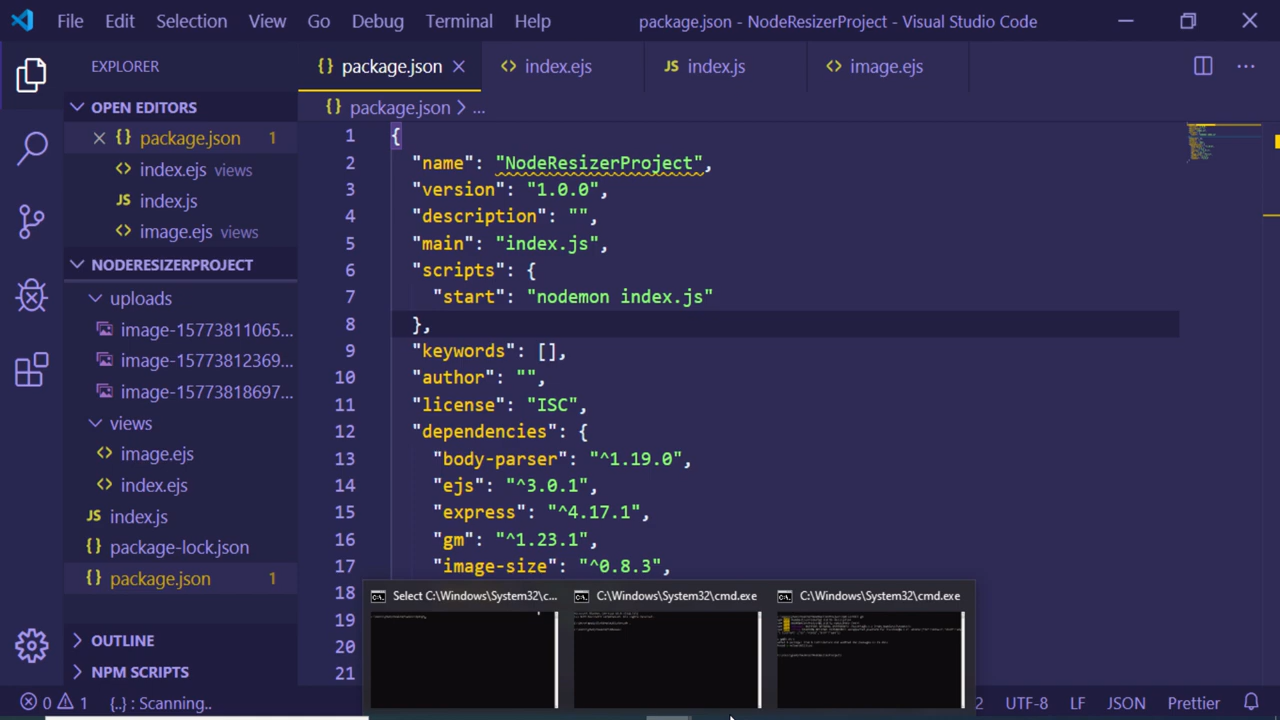 File Edit Selection View Go Debug Terminal Help package.json - NodeResizerProject - Visual Studio Code
EXPLORER
package.json
index.ejs
index.js
image.ejs
OPEN EDITORS
package.json 1
index.ejs views
index.js
image.ejs views
NODERESIZERPROJECT
uploads
image-15773811065...
image-15773812369...
image-15773818697...
views
image.ejs
index.ejs
index.js
package-lock.json
package.json 1
OUTLINE
NPM SCRIPTS
package.json > ...
1 {
2 "name": "NodeResizerProject",
3 "version": "1.0.0",
4 "description": "",
5 "main": "index.js",
6 "scripts": {
7 "start": "nodemon index.js"
8 },
9 "keywords": [],
10 "author": "",
11 "license": "ISC",
12 "dependencies": {
13 "body-parser": "^1.19.0",
14 "ejs": "^3.0.1",
15 "express": "^4.17.1",
16 "gm": "^1.23.1",
17 "image-size": "^0.8.3",
18
19
20
21
Select C:\Windows\System32\c...
C:\Windows\System32\cmd.exe
C:\Windows\System32\cmd.exe
0 1 {..} : Scanning.. 2 UTF-8 LF JSON Prettier